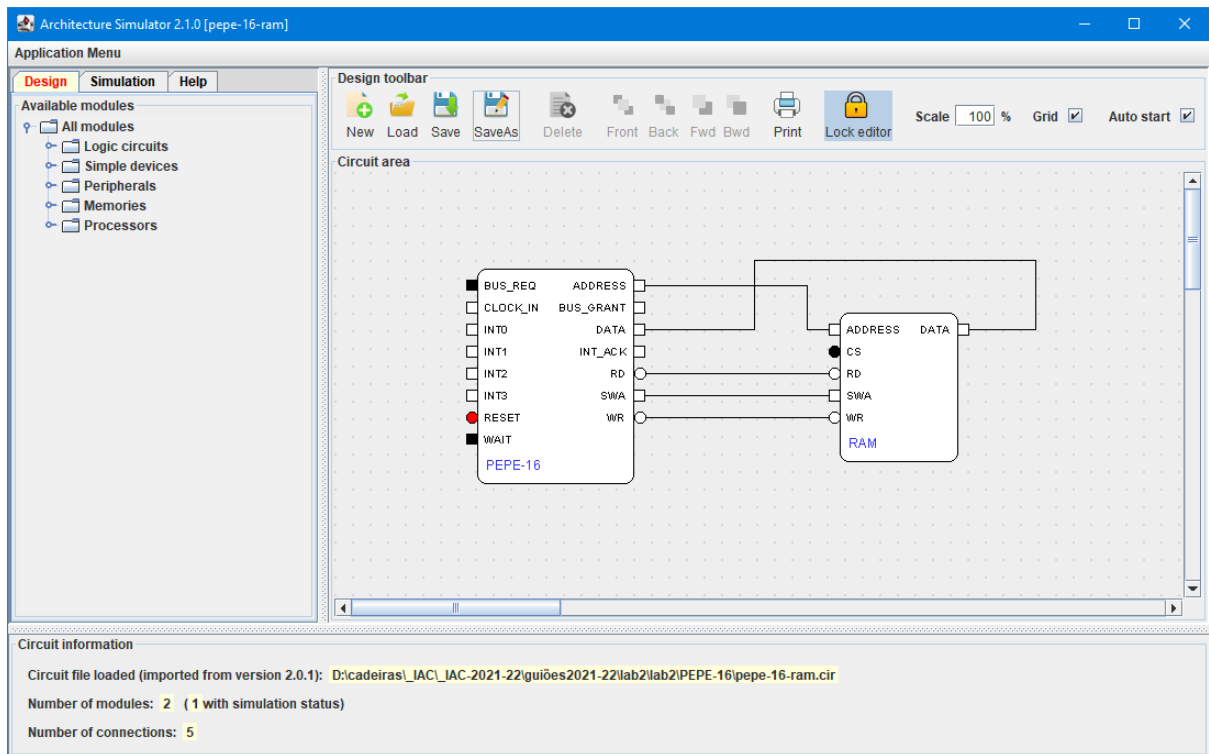 Architecture Simulator 2.1.0 [pepe-16-ram]
Application Menu
Design Simulation Help
Available modules
All modules
Logic circuits
Simple devices
Peripherals
Memories
Processors
Design toolbar
New Load Save SaveAs Delete Front Back Fwd Bwd Print Lock editor Scale 100 % Grid Auto start
Circuit area
BUS_REQ ADDRESS
CLOCK_IN BUS_GRANT
INT0 DATA
INT1 INT_ACK
INT2 RD
INT3 SWA
RESET WR
WAIT
PEPE-16
ADDRESS DATA
CS
RD
SWA
WR
RAM
Circuit information
Circuit file loaded (imported from version 2.0.1): D:\cadeiras\_IAC\_IAC-2021-22\guiões2021-22\lab2\lab2\PEPE-16\pepe-16-ram.cir
Number of modules: 2 ( 1 with simulation status)
Number of connections: 5